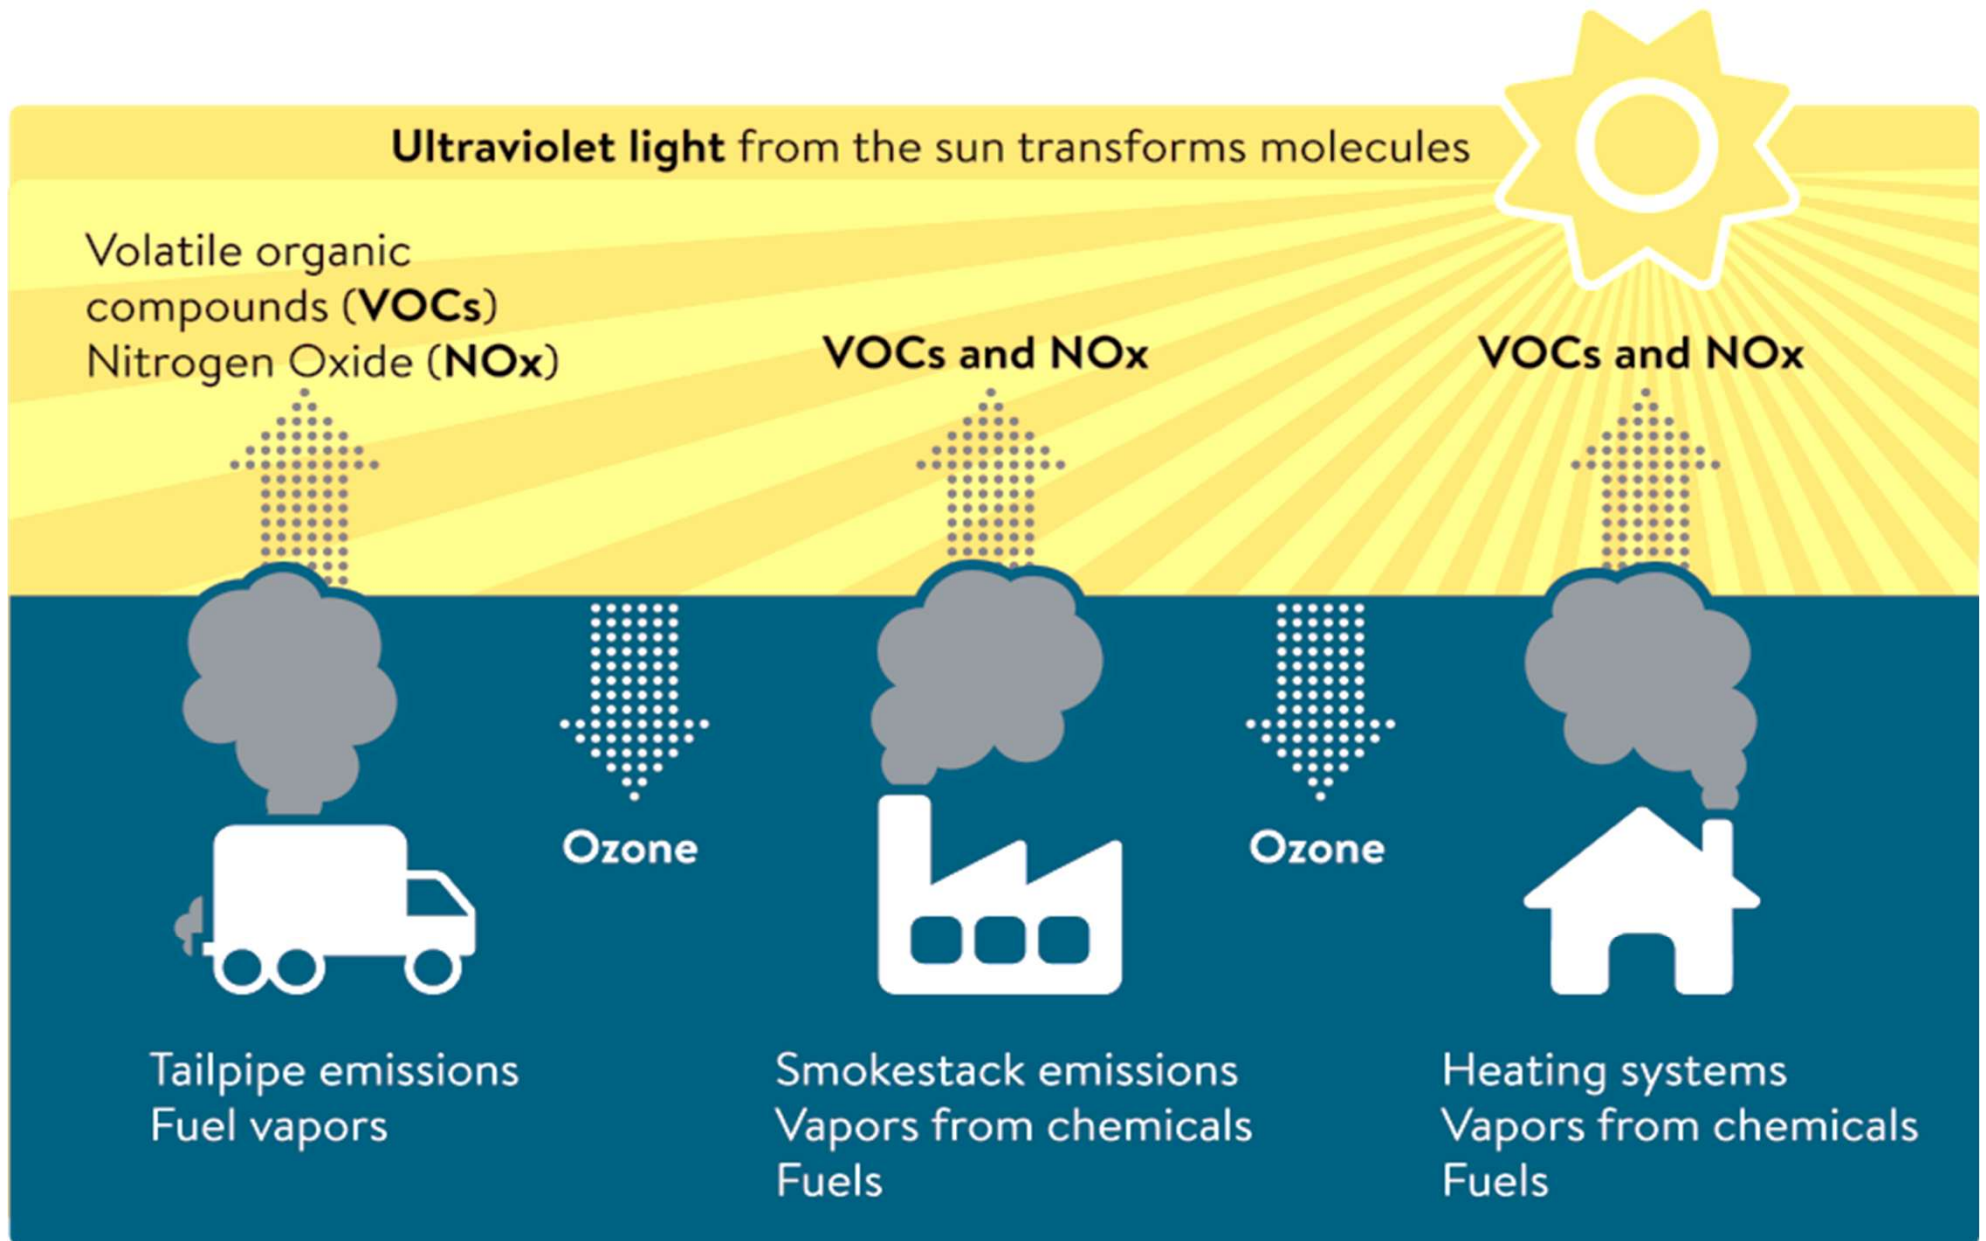 Ultraviolet light from the sun transforms molecules
Volatile organic
compounds (VOCs)
Nitrogen Oxide (NOx)
VOCs and NOx
VOCs and NOx
Ozone
Ozone
Tailpipe emissions
Fuel vapors
Smokestack emissions
Vapors from chemicals
Fuels
Heating systems
Vapors from chemicals
Fuels